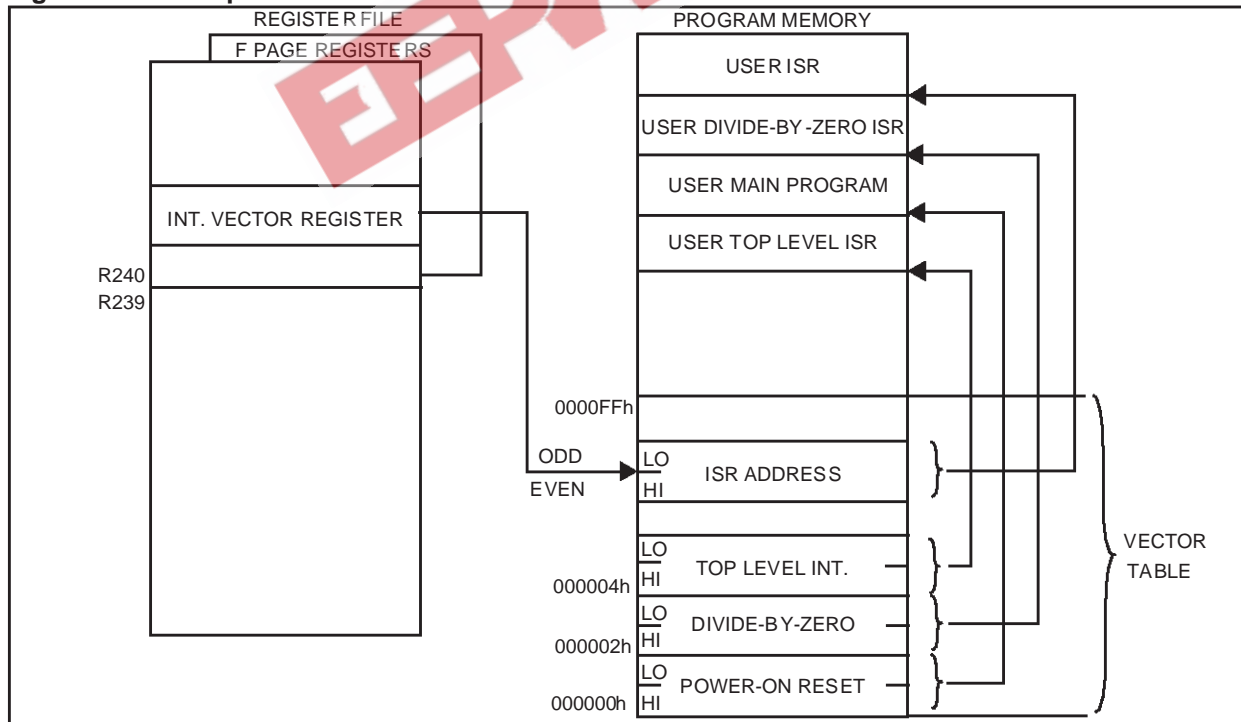 REGISTER FILE
F PAGE REGISTERS
INT. VECTOR REGISTER
R240
R239
PROGRAM MEMORY
USER ISR
USER DIVIDE-BY-ZERO ISR
USER MAIN PROGRAM
USER TOP LEVEL ISR
0000FFh
ODD
EVEN
LO
HI
ISR ADDRESS
LO
HI
TOP LEVEL INT.
000004h
LO
HI
DIVIDE-BY-ZERO
000002h
LO
HI
POWER-ON RESET
000000h
VECTOR
TABLE